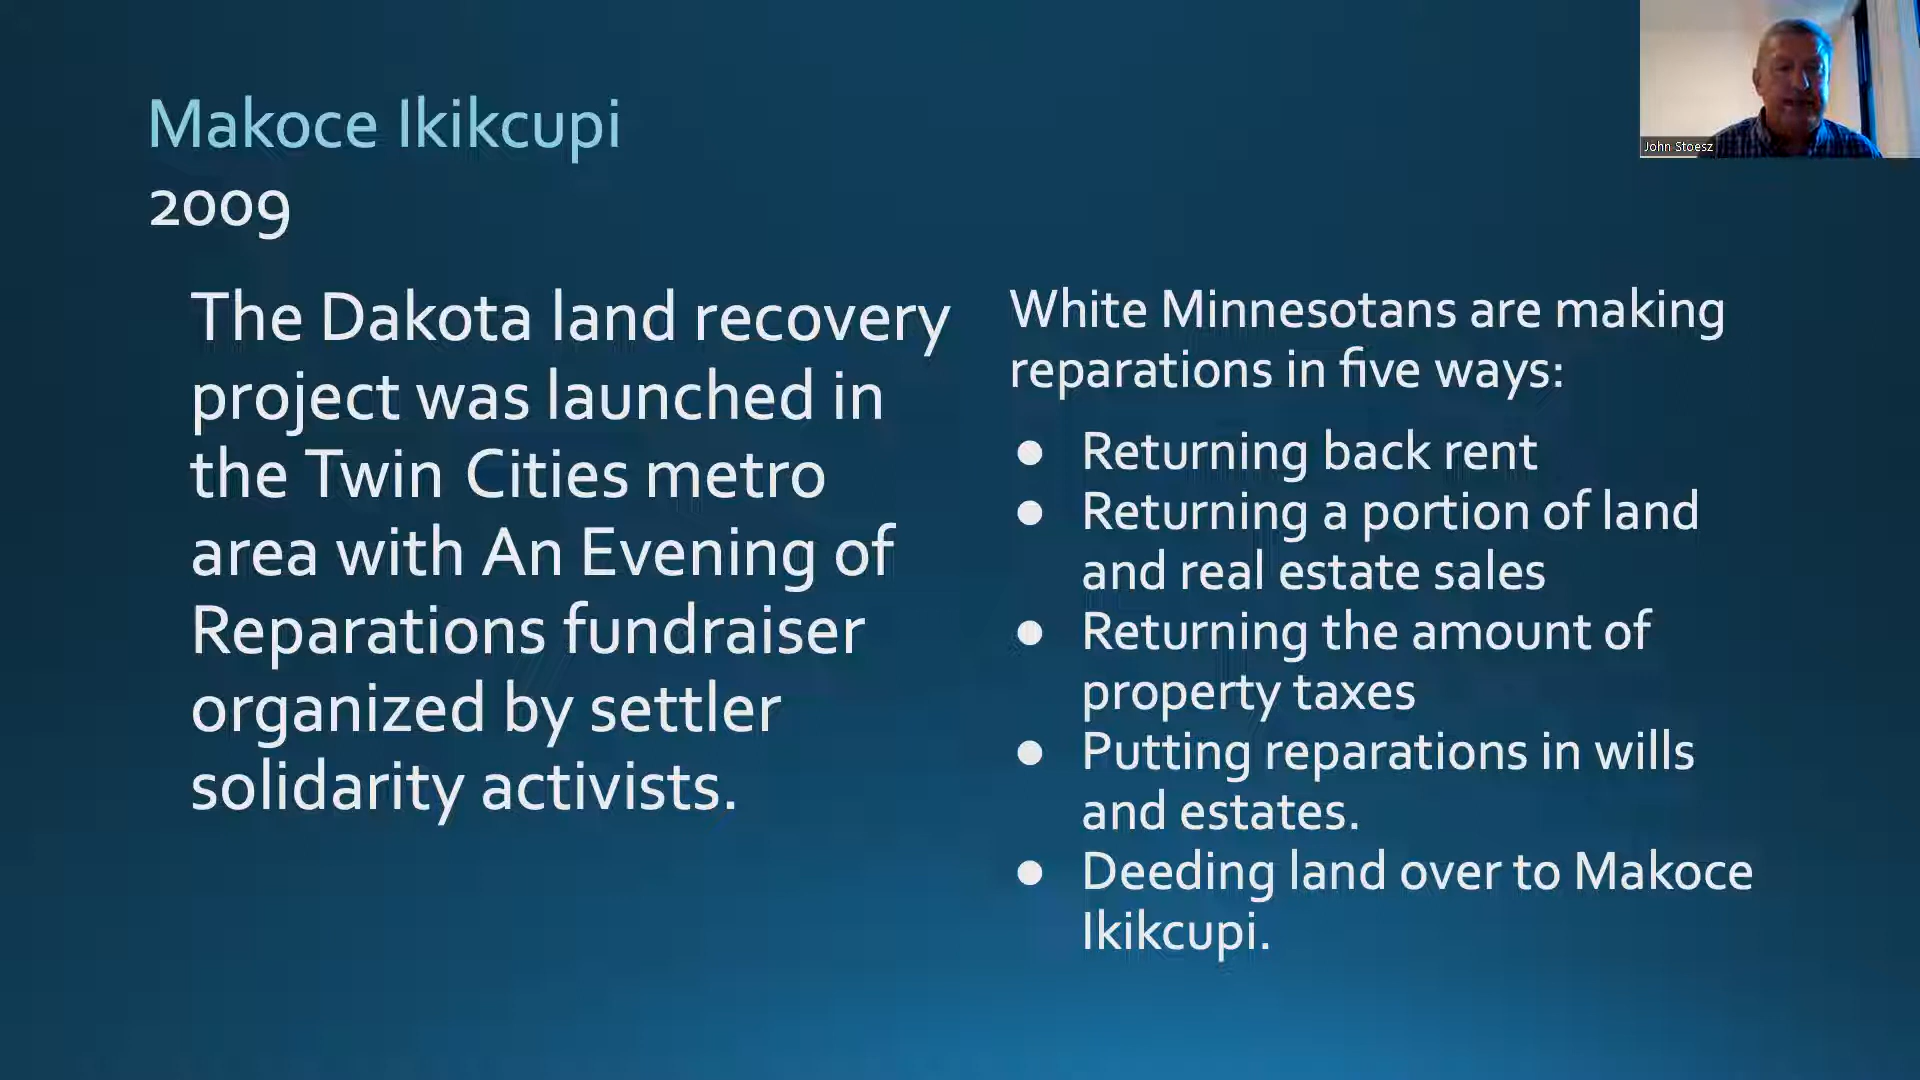 Makoce Ikikcupi
2009
The Dakota land recovery
project was launched in
the Twin Cities metro
area with An Evening of
Reparations fundraiser
organized by settler
solidarity activists.
White Minnesotans are making
reparations in five ways:
● Returning back rent
● Returning a portion of land
and real estate sales
● Returning the amount of
property taxes
● Putting reparations in wills
and estates.
● Deeding land over to Makoce
Ikikcupi.
John Stoesz